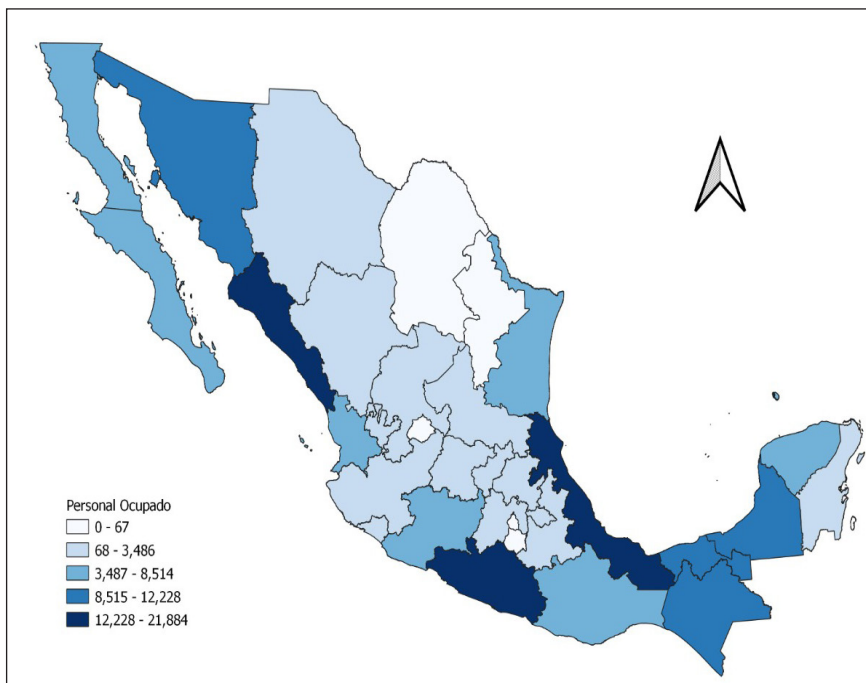 Personal Ocupado
0 - 67
68 - 3,486
3,487 - 8,514
8,515 - 12,228
12,228 - 21,884